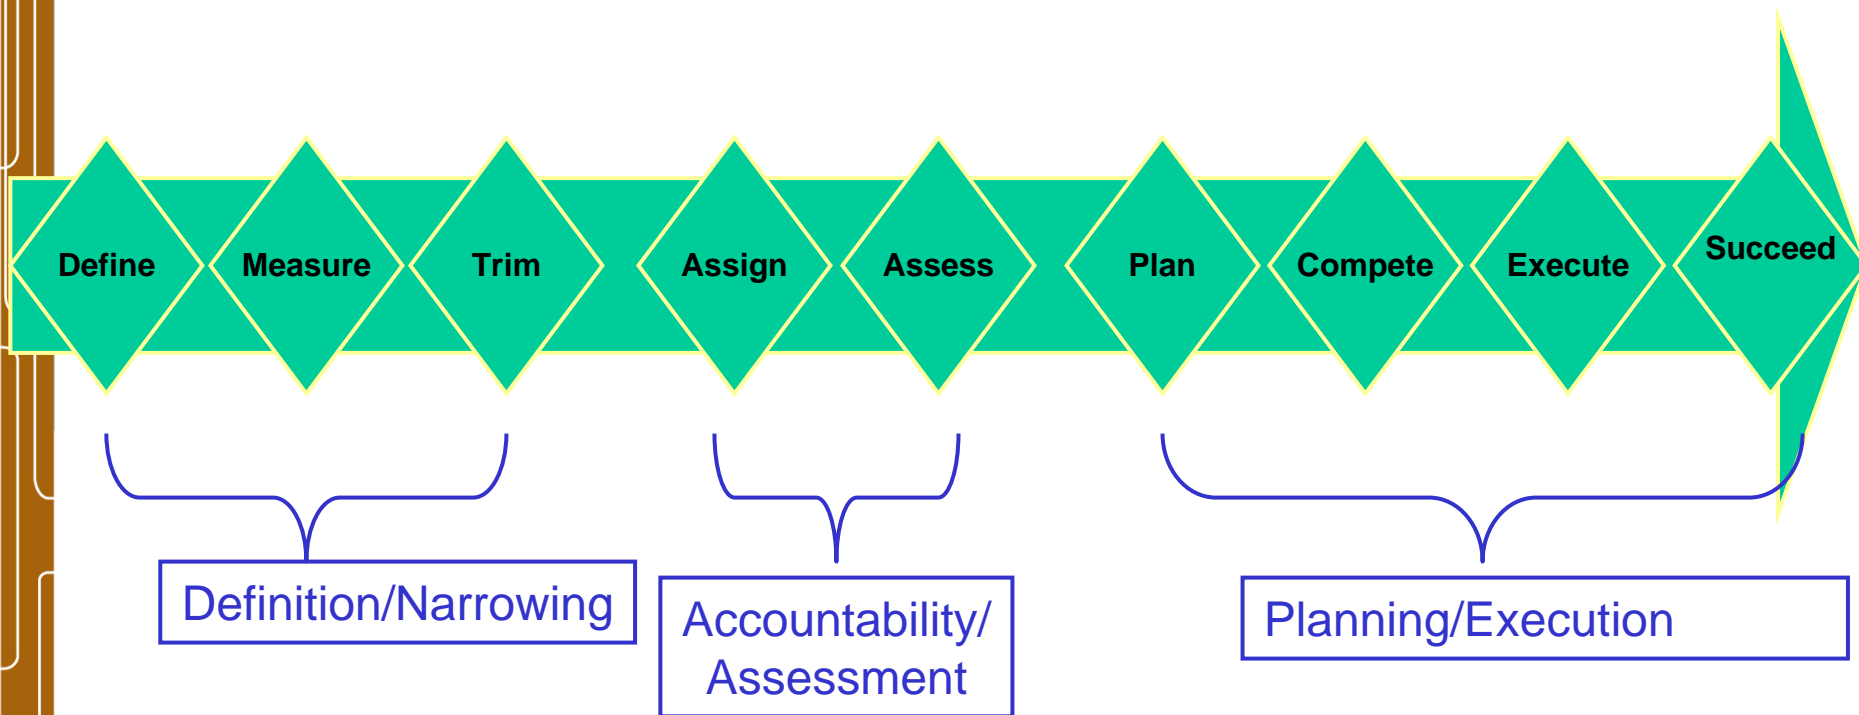 Define
Measure
Trim
Assign
Assess
Plan
Compete
Execute
Succeed
Definition/Narrowing
Accountability/
Assessment
Planning/Execution